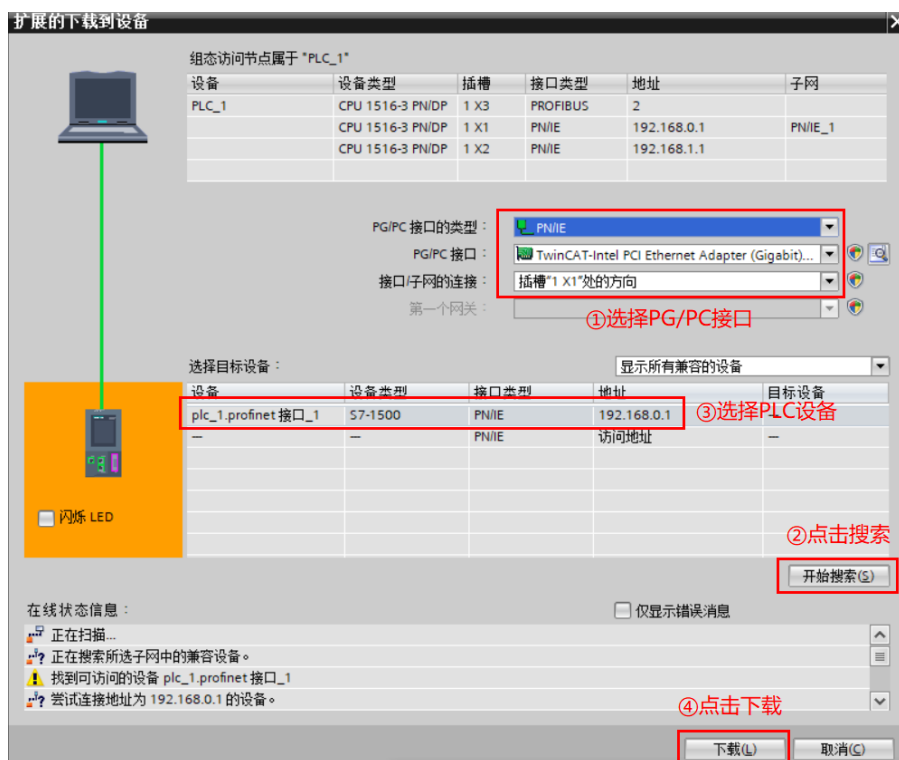 扩展的下载到设备
组态访问节点属于 "PLC_1"
设备 设备类型 插槽 接口类型 地址 子网
PLC_1 CPU 1516-3 PN/DP 1 X3 PROFIBUS 2
CPU 1516-3 PN/DP 1 X1 PN/IE 192.168.0.1 PN/IE_1
CPU 1516-3 PN/DP 1 X2 PN/IE 192.168.1.1
PG/PC 接口的类型： PN/IE
PG/PC 接口： TwinCAT-Intel PCI Ethernet Adapter (Gigabit)...
接口/子网的连接： 插槽"1 X1"处的方向
第一个网关：
①选择PG/PC接口
选择目标设备： 显示所有兼容的设备
设备 设备类型 接口类型 地址 目标设备
plc_1.profinet 接口_1 S7-1500 PN/IE 192.168.0.1 —
③选择PLC设备
— — PN/IE 访问地址 —
闪烁 LED
②点击搜索
开始搜索(S)
在线状态信息： 仅显示错误消息
正在扫描...
正在搜索所选子网中的兼容设备。
找到可访问的设备 plc_1.profinet 接口_1
尝试连接地址为 192.168.0.1 的设备。
④点击下载
下载(L) 取消(C)